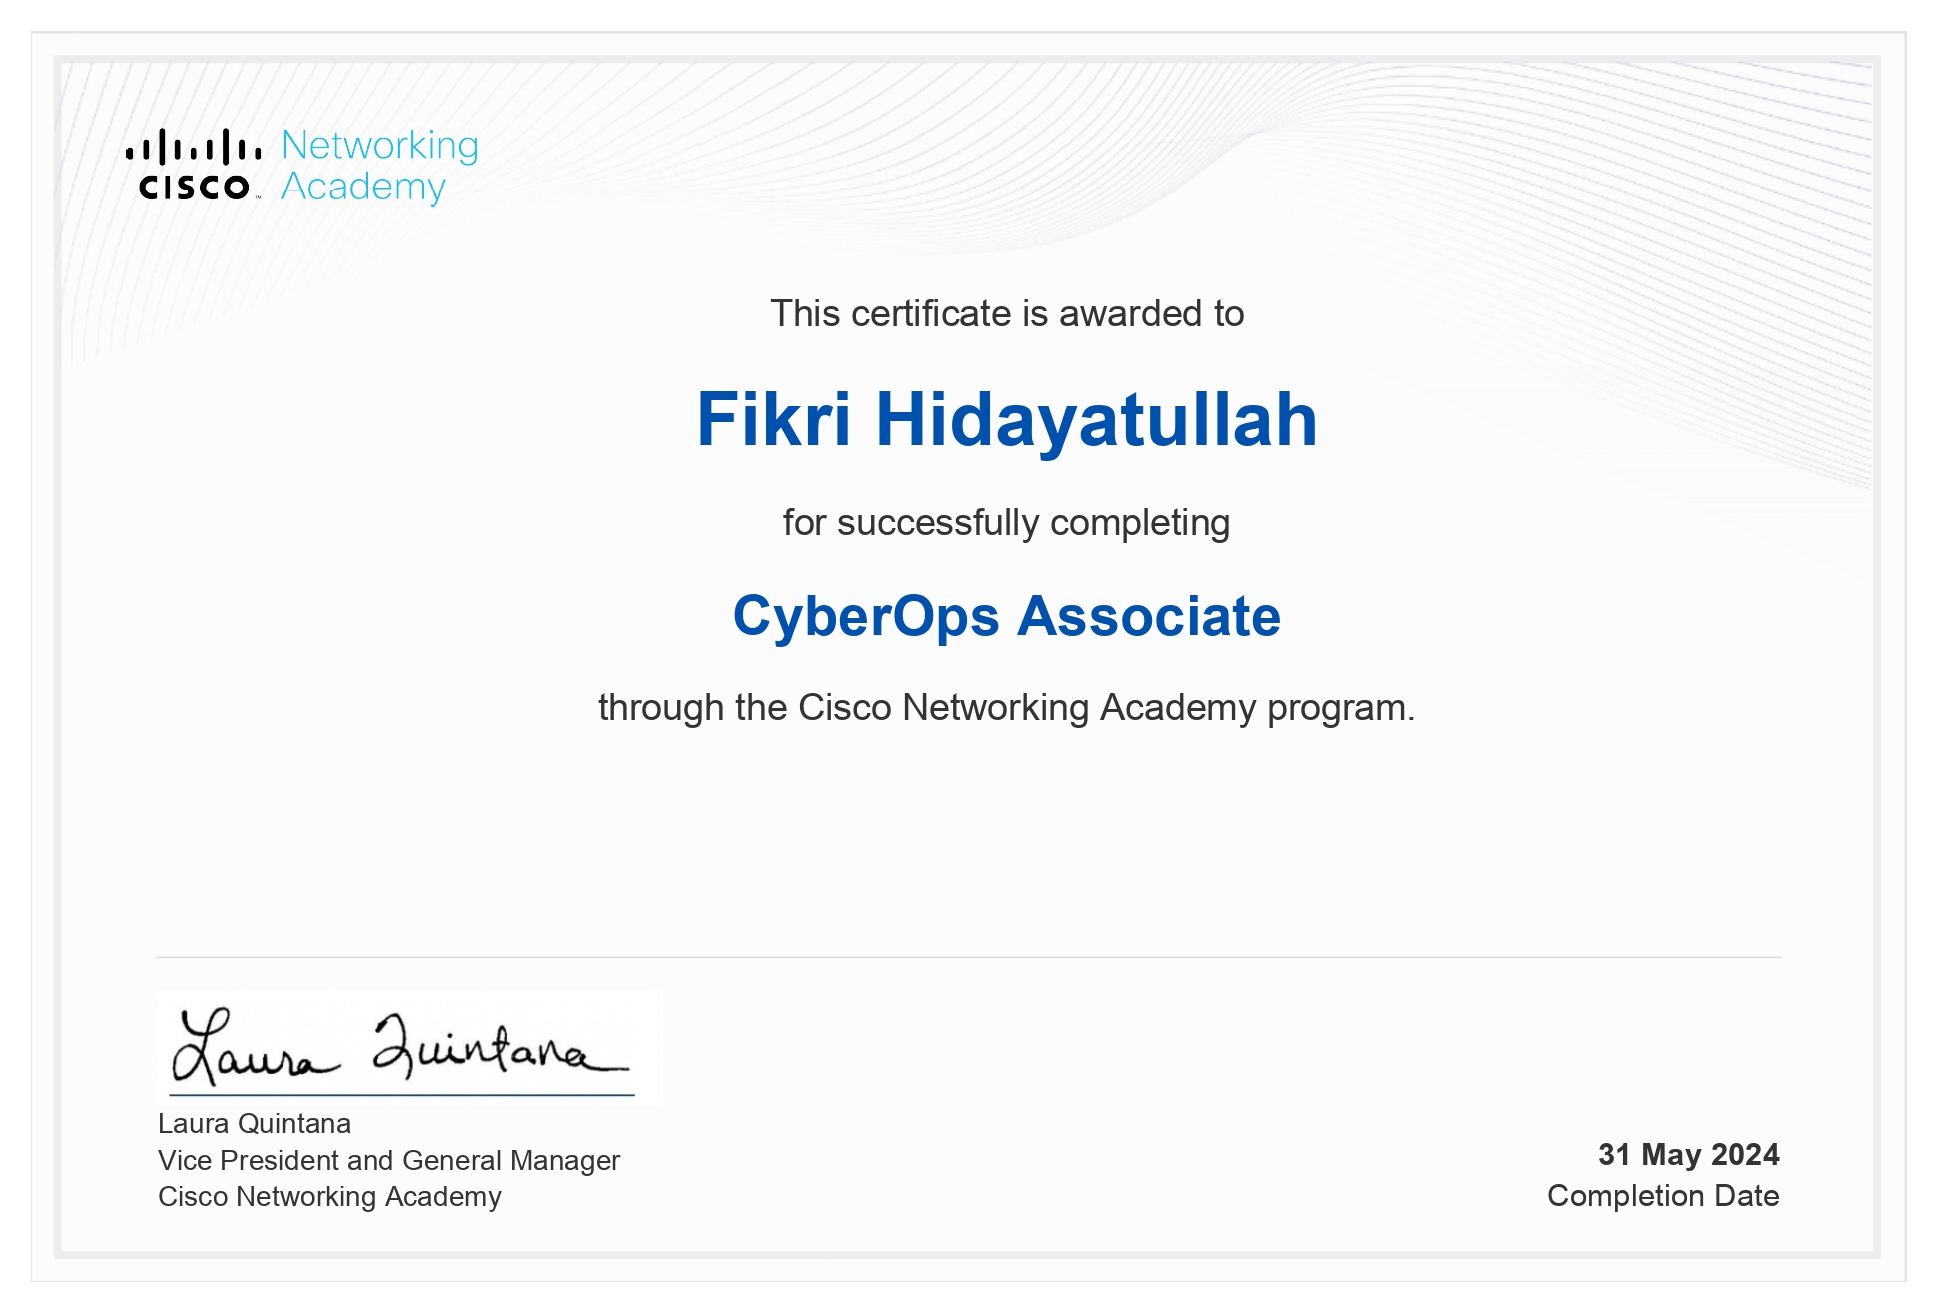 Networking
CISCO™ Academy
This certificate is awarded to
Fikri Hidayatullah
for successfully completing
CyberOps Associate
through the Cisco Networking Academy program.
Laura Quintana
Laura Quintana
Vice President and General Manager
Cisco Networking Academy
31 May 2024
Completion Date